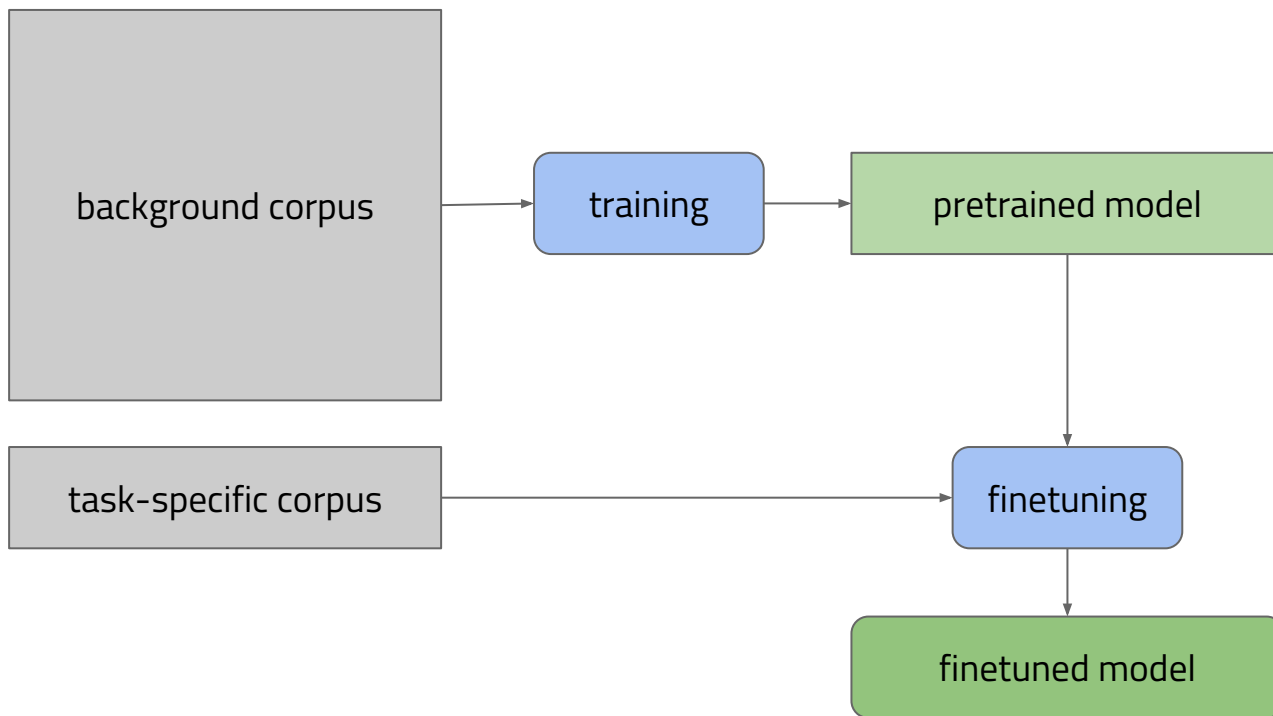 background corpus
training
pretrained model
task-specific corpus
finetuning
finetuned model